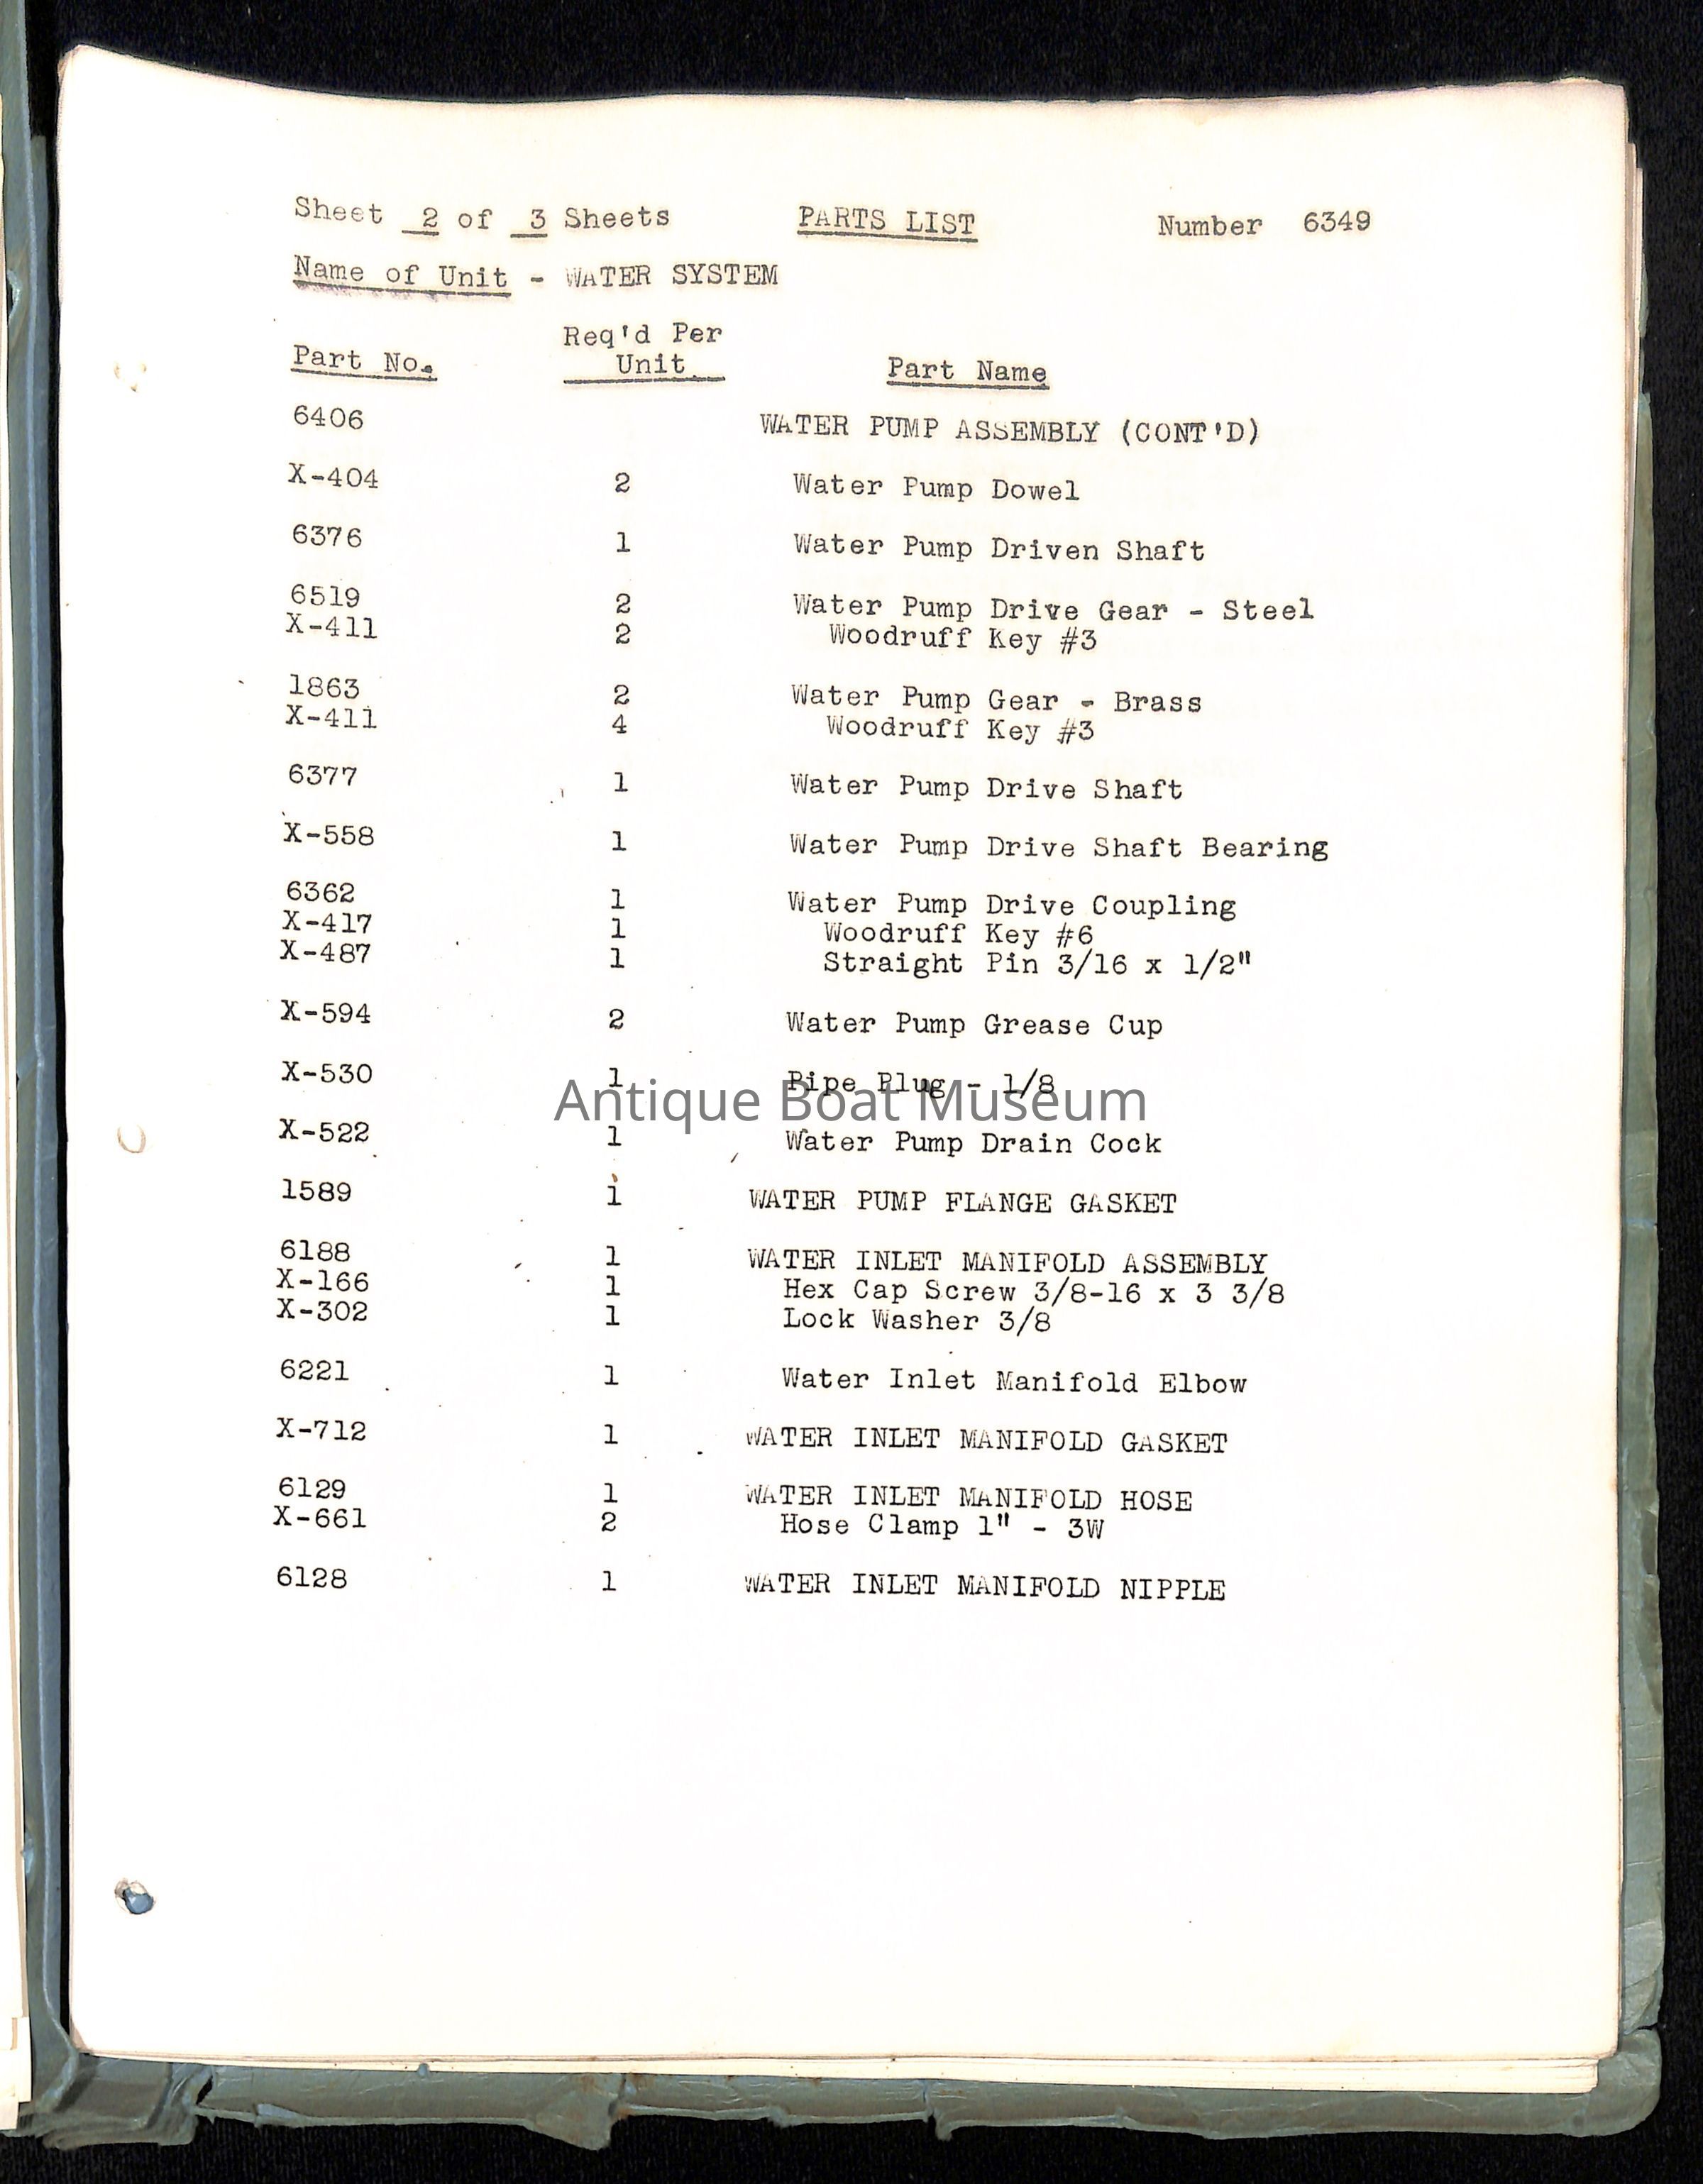 Sheet 2 of 3 Sheets PARTS LIST Number 6349
Name of Unit - WATER SYSTEM
Part No. Req'd Per Unit Part Name
6406 WATER PUMP ASSEMBLY (CONT'D)
X-404 2 Water Pump Dowel
6376 1 Water Pump Driven Shaft
6519 2 Water Pump Drive Gear - Steel
X-411 2 Woodruff Key #3
1863 2 Water Pump Gear - Brass
X-411 4 Woodruff Key #3
6377 1 Water Pump Drive Shaft
X-558 1 Water Pump Drive Shaft Bearing
6362 1 Water Pump Drive Coupling
X-417 1 Woodruff Key #6
X-487 1 Straight Pin 3/16 x 1/2"
X-594 2 Water Pump Grease Cup
X-530 1 Pipe Plug - 1/8
Antique Boat Museum
X-522 1 Water Pump Drain Cock
1589 1 WATER PUMP FLANGE GASKET
6188 1 WATER INLET MANIFOLD ASSEMBLY
X-166 1 Hex Cap Screw 3/8-16 x 3 3/8
X-302 1 Lock Washer 3/8
6221 1 Water Inlet Manifold Elbow
X-712 1 WATER INLET MANIFOLD GASKET
6129 1 WATER INLET MANIFOLD HOSE
X-661 2 Hose Clamp 1" - 3W
6128 1 WATER INLET MANIFOLD NIPPLE